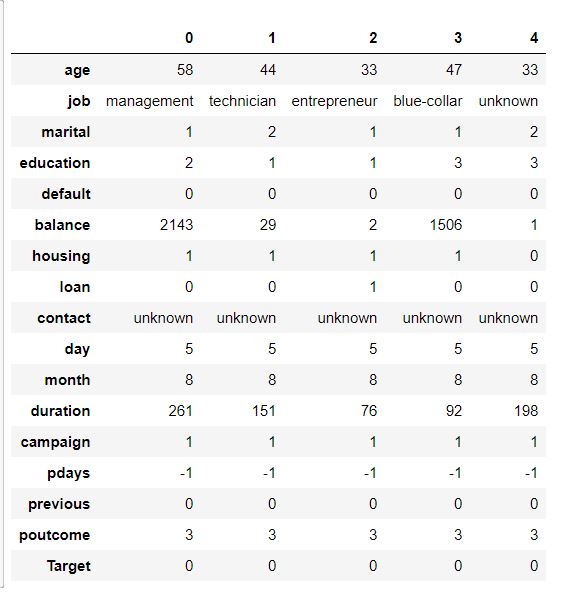 0 1 2 3 4
age 58 44 33 47 33
job management technician entrepreneur blue-collar unknown
marital 1 2 1 1 2
education 2 1 1 3 3
default 0 0 0 0 0
balance 2143 29 2 1506 1
housing 1 1 1 1 0
loan 0 0 1 0 0
contact unknown unknown unknown unknown unknown
day 5 5 5 5 5
month 8 8 8 8 8
duration 261 151 76 92 198
campaign 1 1 1 1 1
pdays -1 -1 -1 -1 -1
previous 0 0 0 0 0
poutcome 3 3 3 3 3
Target 0 0 0 0 0